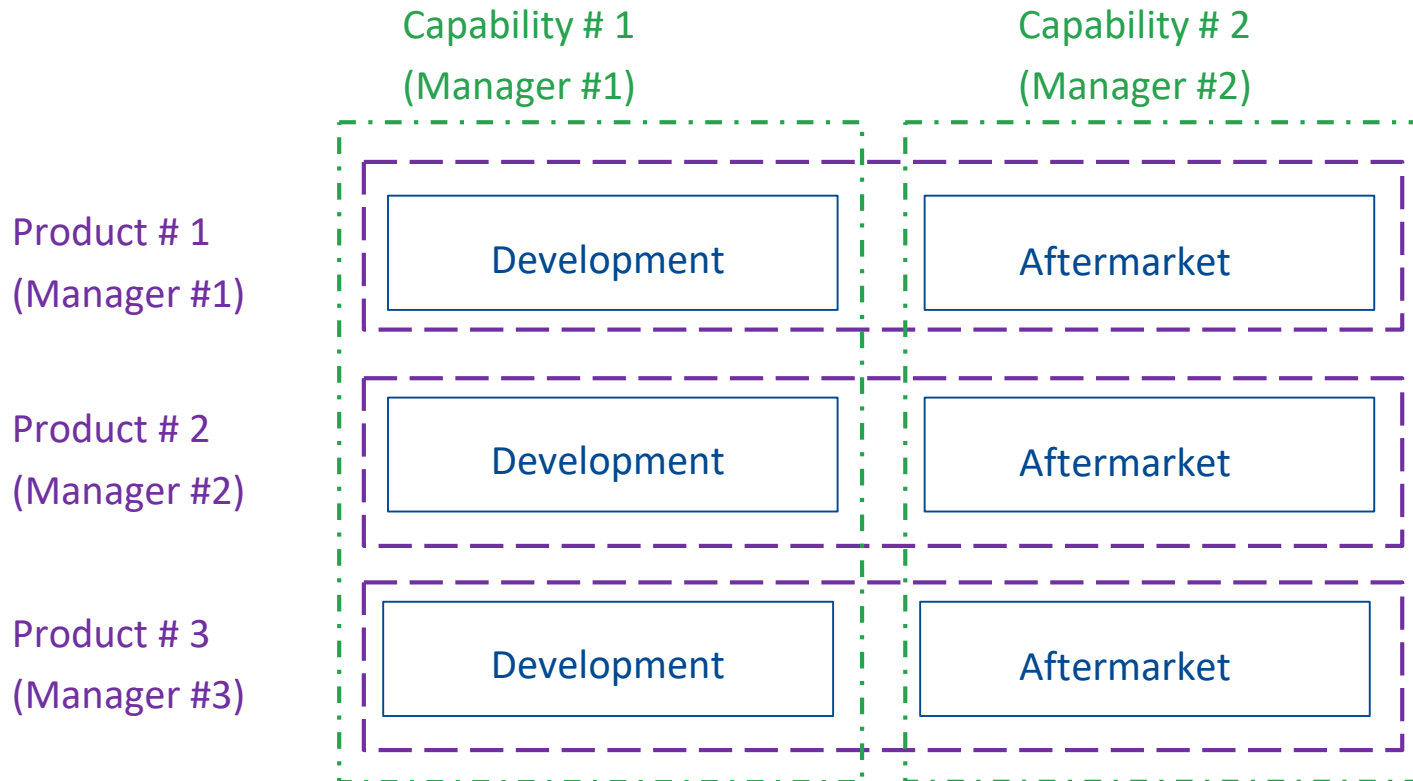 Capability # 1
(Manager #1)
Capability # 2
(Manager #2)
Product # 1
(Manager #1)
Development
Aftermarket
Product # 2
(Manager #2)
Development
Aftermarket
Product # 3
(Manager #3)
Development
Aftermarket